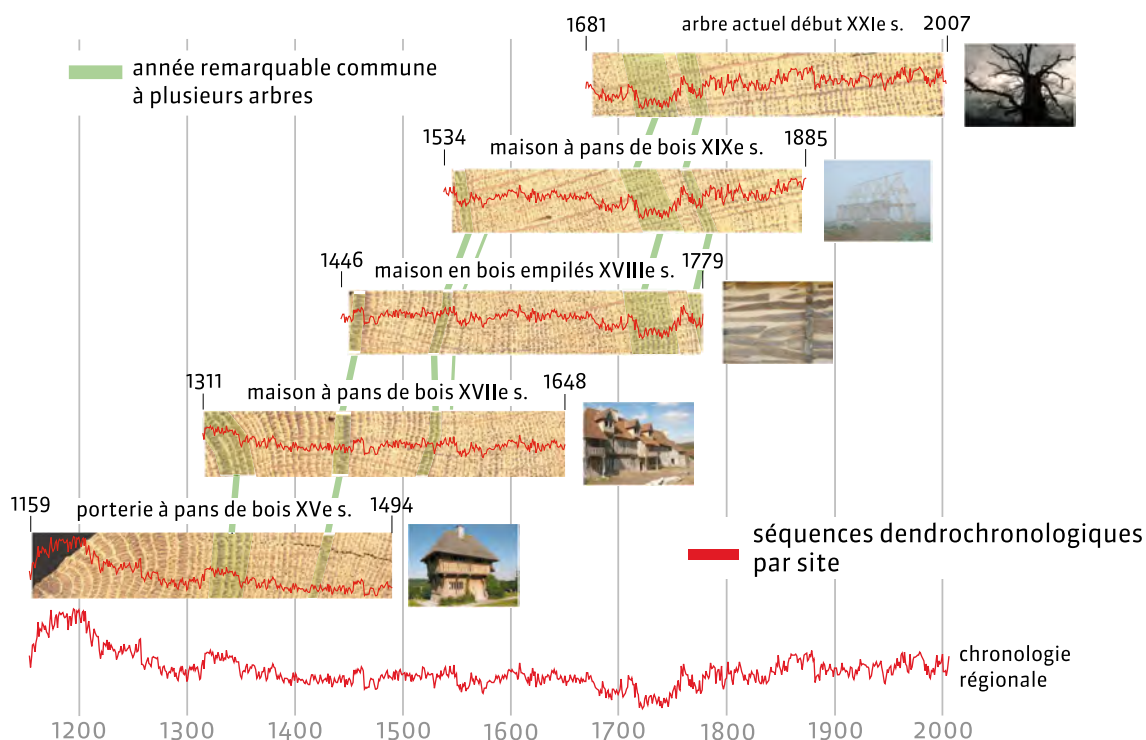 1681
arbre actuel début XXIe s.
2007
année remarquable commune
à plusieurs arbres
1534
maison à pans de bois XIXe s.
1885
1446
maison en bois empilés XVIIIe s.
1779
1311
maison à pans de bois XVIIe s.
1648
1159
porterie à pans de bois XVe s.
1494
séquences dendrochronologiques
par site
chronologie
régionale
1200 1300 1400 1500 1600 1700 1800 1900 2000